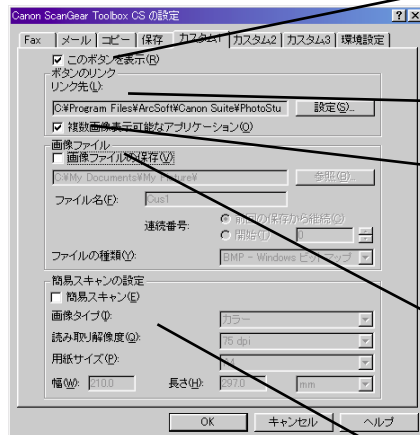 Canon ScanGear Toolbox CS の設定
Fax メール コピー 保存 カスタム1 カスタム2 カスタム3 環境設定
このボタンを表示(R)
ボタンのリンク
リンク先(L):
C:¥Program Files¥ArcSoft¥Canon Suite¥PhotoStu 設定(S)...
複数画像表示可能なアプリケーション(O)
画像ファイル
画像ファイルの保存(V)
C:¥My Documents¥My Picture¥ 参照(B)...
ファイル名(F): Cus1
連続番号: 前回の保存から継続(C)
開始(T) 0
ファイルの種類(Y): BMP - Windows ビットマップ
簡易スキャンの設定
簡易スキャン(E)
画像タイプ(I): カラー
読み取り解像度(Q): 75 dpi
用紙サイズ(P): A4
幅(W): 210.0 長さ(H): 297.0 mm
OK キャンセル ヘルプ